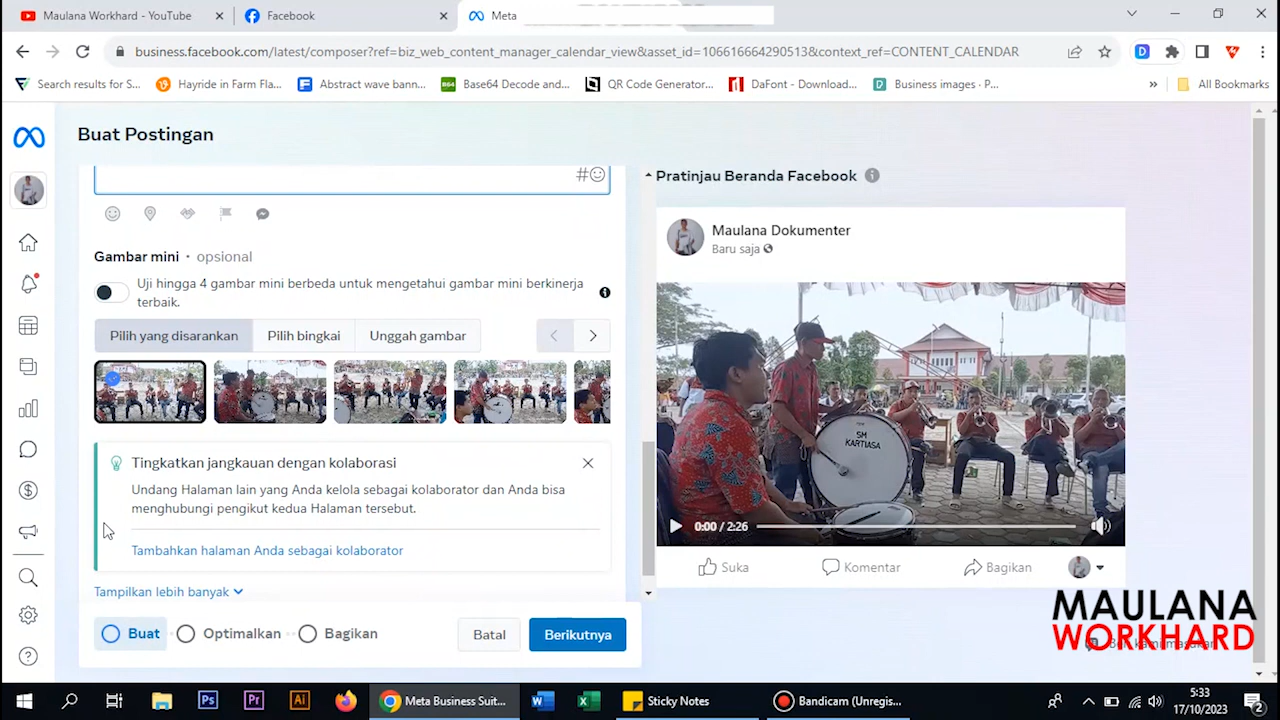 Maulana Workhard - YouTube
Facebook
Meta
business.facebook.com/latest/composer?ref=biz_web_content_manager_calendar_view&asset_id=106616664290513&context_ref=CONTENT_CALENDAR
Search results for S...
Hayride in Farm Fla...
Abstract wave bann...
Base64 Decode and...
QR Code Generator...
DaFont - Download...
Business images · P...
All Bookmarks
Buat Postingan
Gambar mini • opsional
Uji hingga 4 gambar mini berbeda untuk mengetahui gambar mini berkinerja
terbaik.
Pilih yang disarankan
Pilih bingkai
Unggah gambar
Tingkatkan jangkauan dengan kolaborasi
Undang Halaman lain yang Anda kelola sebagai kolaborator dan Anda bisa
menghubungi pengikut kedua Halaman tersebut.
Tambahkan halaman Anda sebagai kolaborator
Tampilkan lebih banyak
Buat
Optimalkan
Bagikan
Batal
Berikutnya
Pratinjau Beranda Facebook
Maulana Dokumenter
Baru saja
SM
KARTIASA
0:00 / 2:26
Suka
Komentar
Bagikan
MAULANA
WORKHARD
Meta Business Suit...
Sticky Notes
Bandicam (Unregis...
5:33
17/10/2023
2